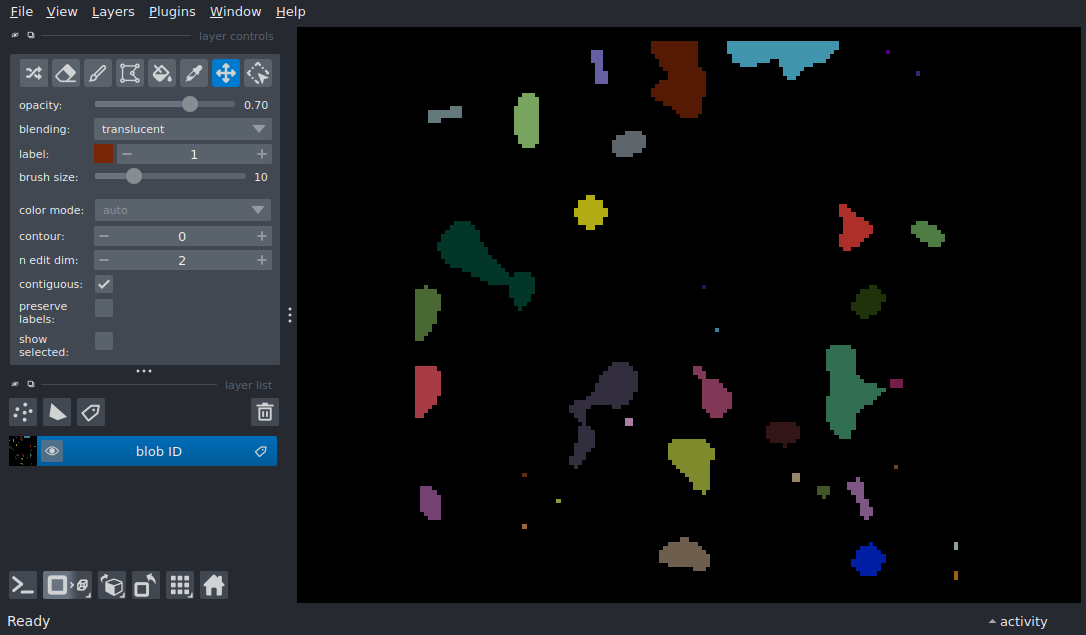 File View Layers Plugins Window Help
layer controls
opacity: 0.70
blending: translucent
label: 1
brush size: 10
color mode: auto
contour: 0
n edit dim: 2
contiguous:
preserve
labels:
show
selected:
layer list
blob ID
Ready
activity